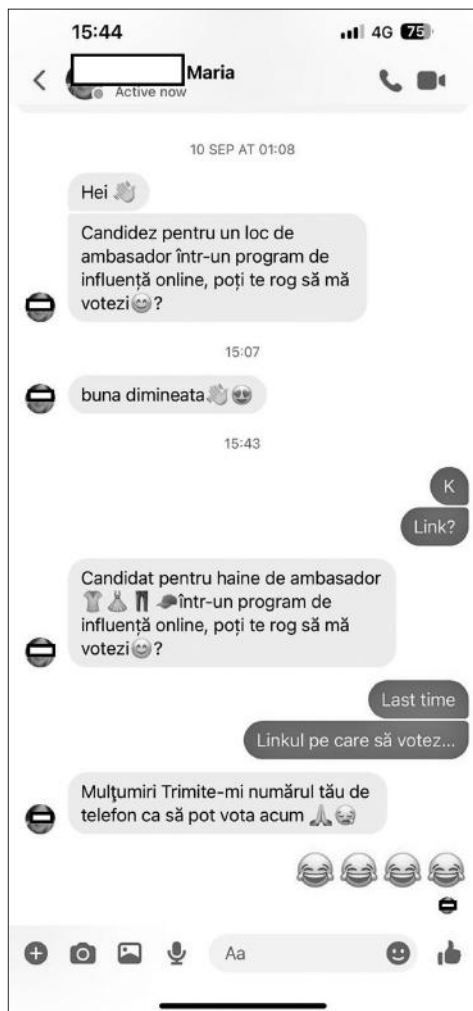 15:44
4G 75
Maria
Active now
10 SEP AT 01:08
Hei 👋
Candidez pentru un loc de
ambasador într-un program de
influență online, poți te rog să mă
votezi😊?
15:07
buna dimineata👋😍
15:43
K
Link?
Candidat pentru haine de ambasador
👕👗👖🧢într-un program de
influență online, poți te rog să mă
votezi😊?
Last time
Linkul pe care să votez...
Mulţumiri Trimite-mi numărul tău de
telefon ca să pot vota acum 🙏😪
😂😂😂😂
Aa